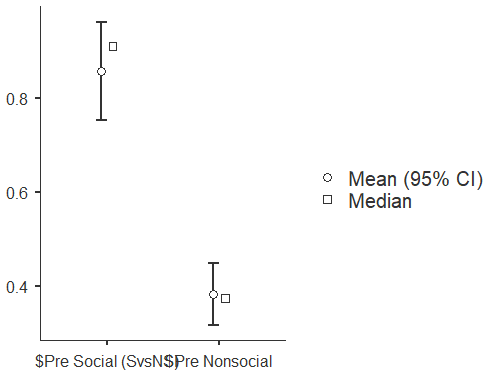 0.8
0.6
0.4
Mean (95% CI)
Median
$Pre Social (SvsNS)
$Pre Nonsocial